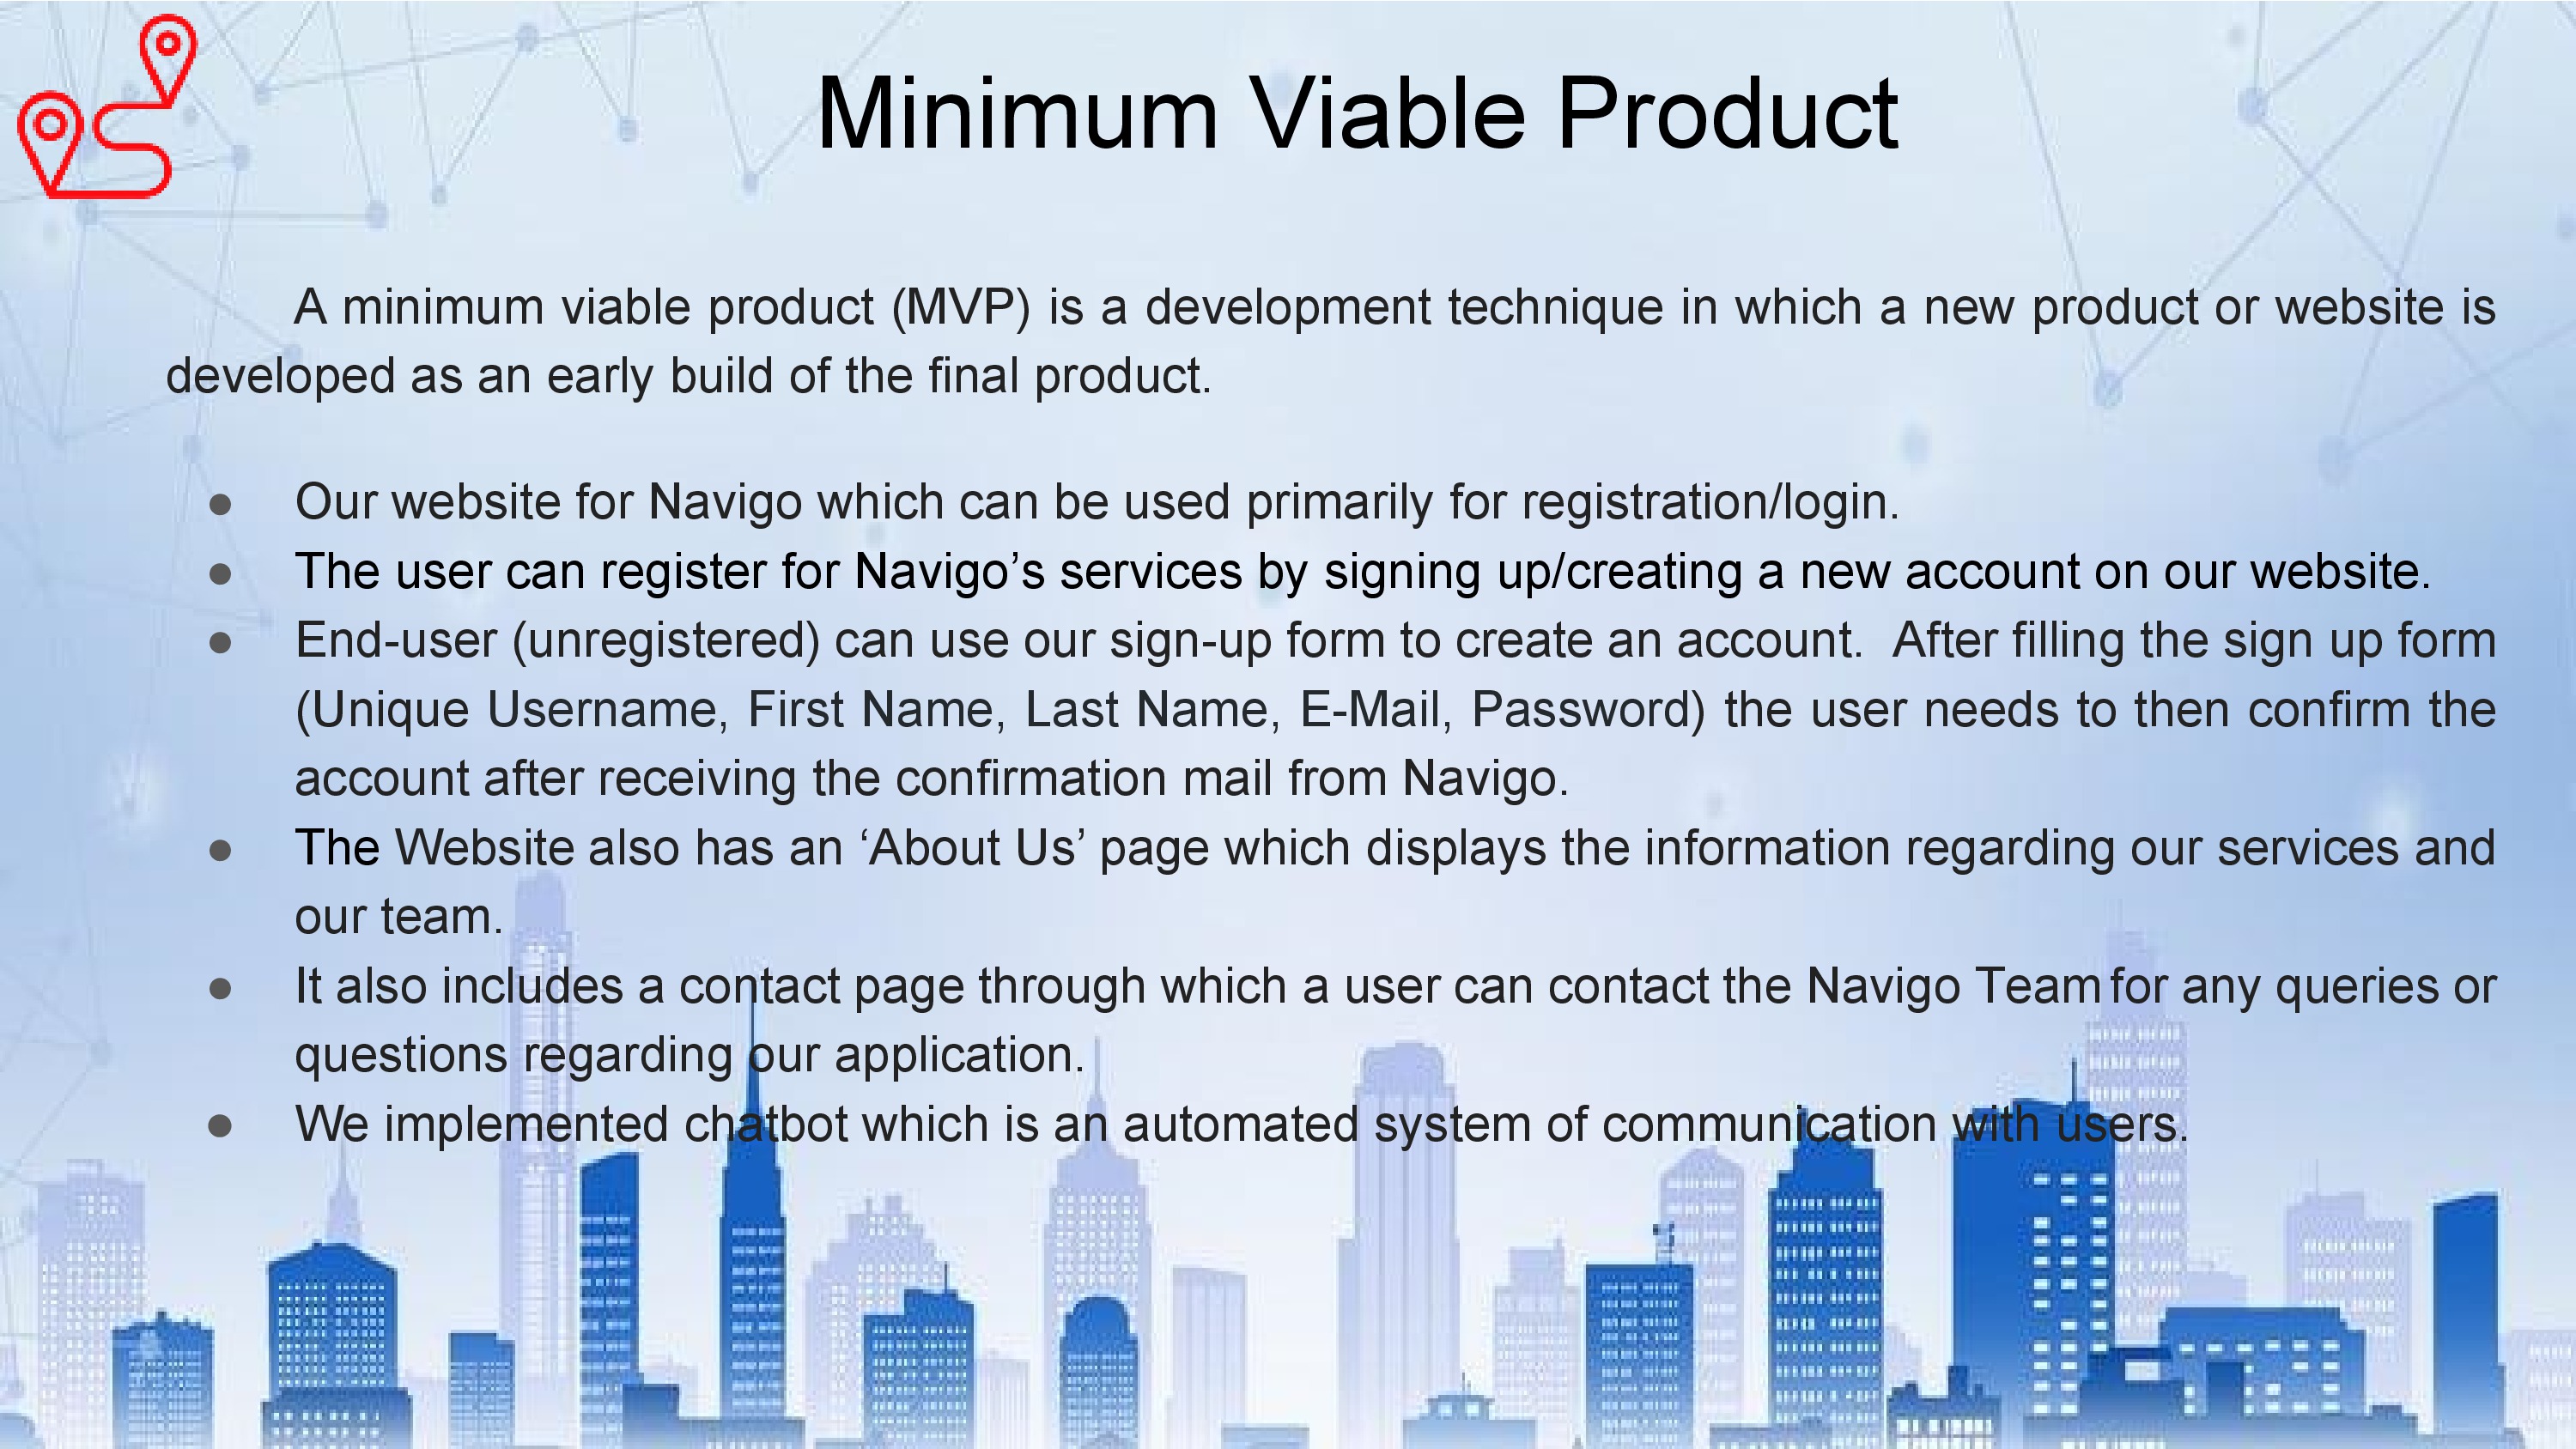 Minimum Viable Product
A minimum viable product (MVP) is a development technique in which a new product or website is
developed as an early build of the final product.
● Our website for Navigo which can be used primarily for registration/login.
● The user can register for Navigo’s services by signing up/creating a new account on our website.
● End-user (unregistered) can use our sign-up form to create an account.  After filling the sign up form
(Unique Username, First Name, Last Name, E-Mail, Password) the user needs to then confirm the
account after receiving the confirmation mail from Navigo.
● The Website also has an ‘About Us’ page which displays the information regarding our services and
our team.
● It also includes a contact page through which a user can contact the Navigo Team for any queries or
questions regarding our application.
● We implemented chatbot which is an automated system of communication with users.